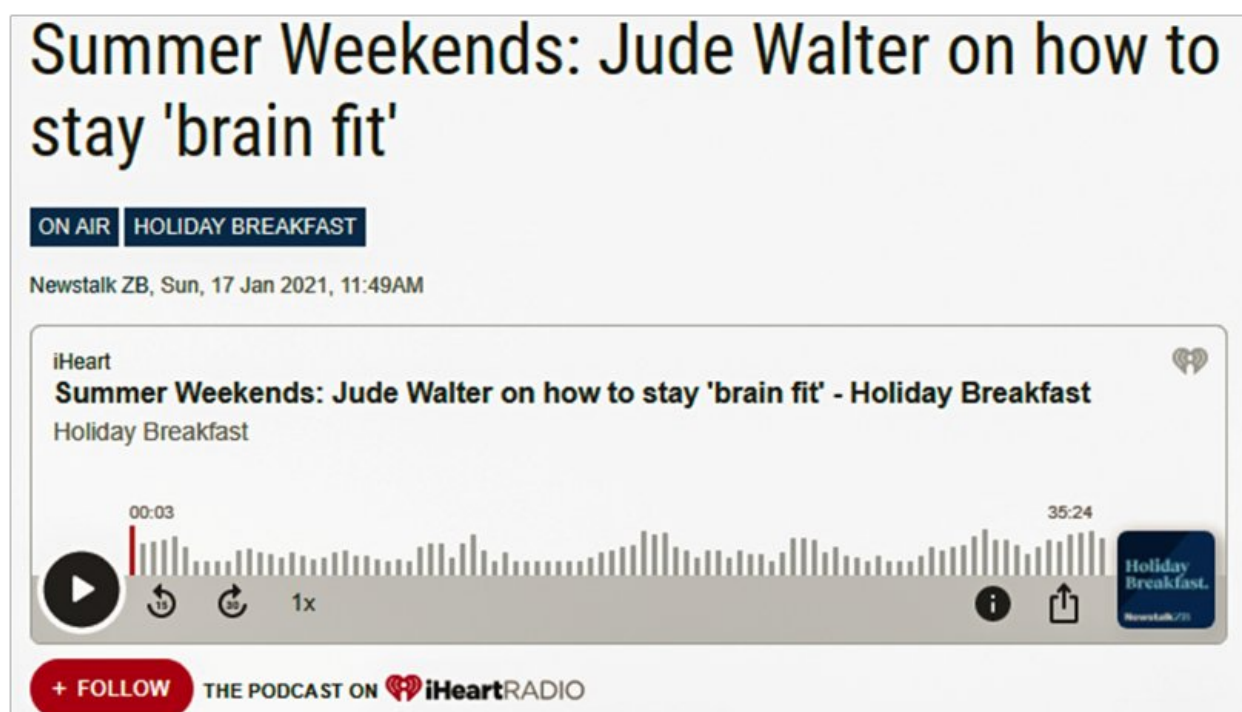 Summer Weekends: Jude Walter on how to
stay 'brain fit'
ON AIR HOLIDAY BREAKFAST
Newstalk ZB, Sun, 17 Jan 2021, 11:49AM
iHeart
Summer Weekends: Jude Walter on how to stay 'brain fit' - Holiday Breakfast
Holiday Breakfast
00:03 35:24
15 30 1x
Holiday
Breakfast.
Newstalk ZB
+ FOLLOW THE PODCAST ON iHeartRADIO